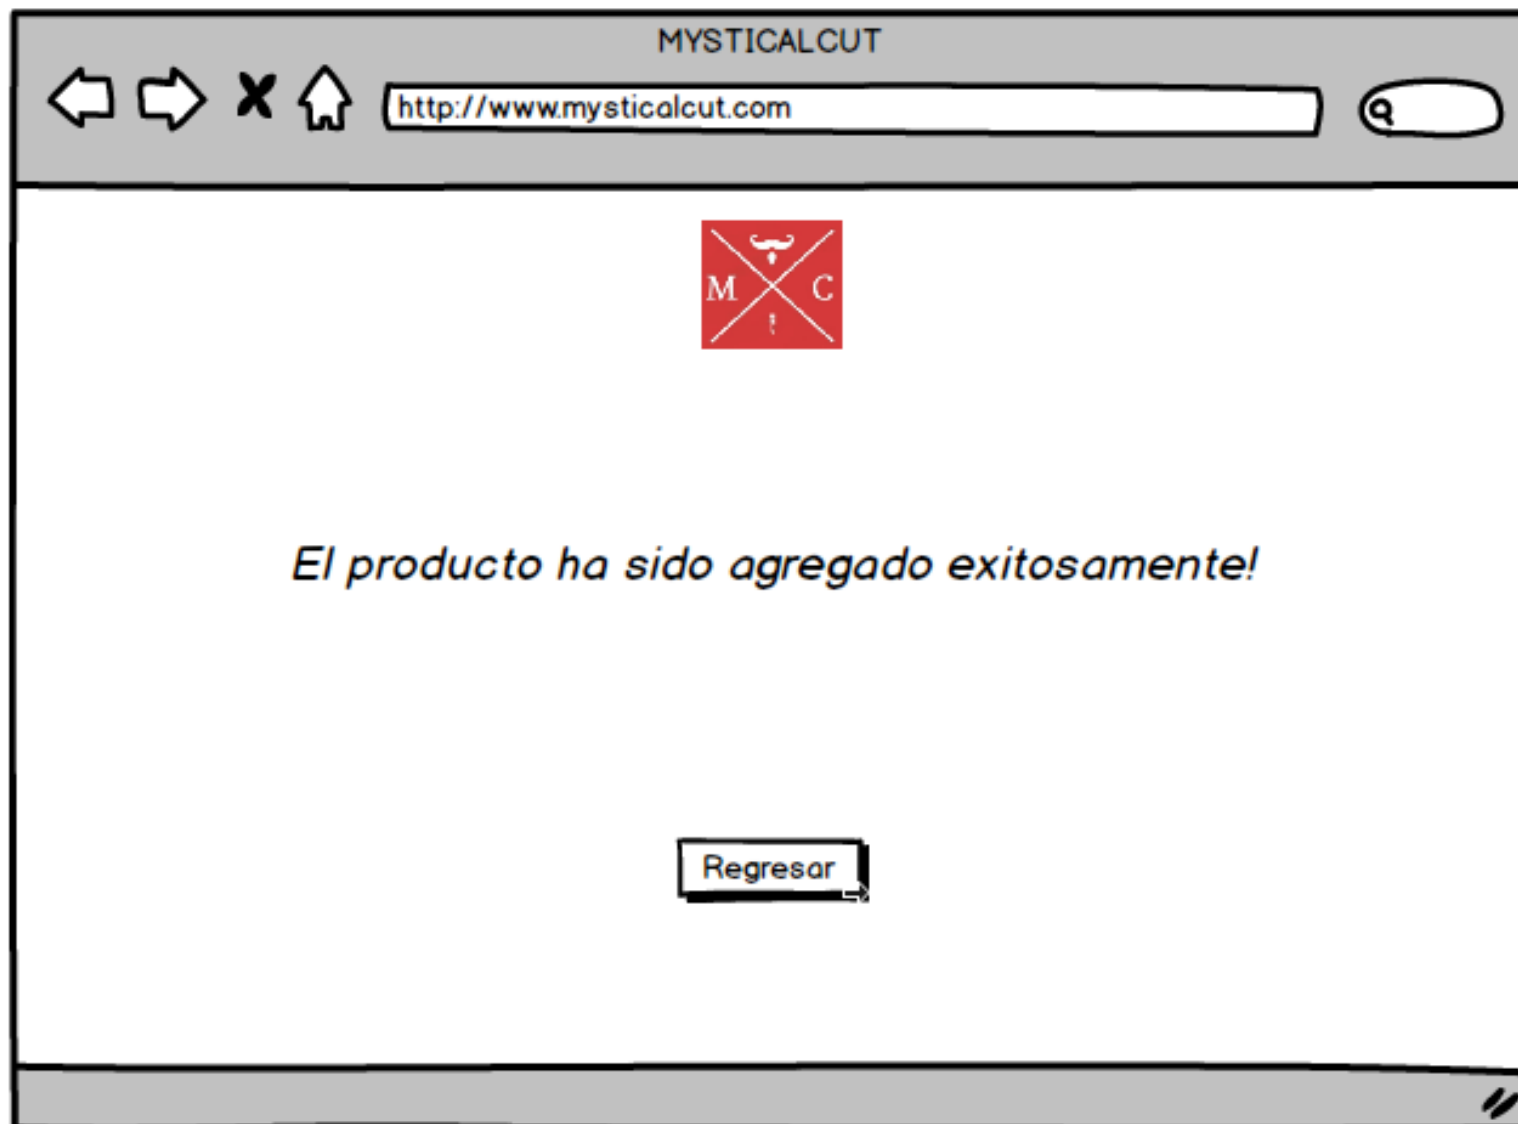 MYSTICALCUT
http://www.mysticalcut.com
M C
El producto ha sido agregado exitosamente!
Regresar